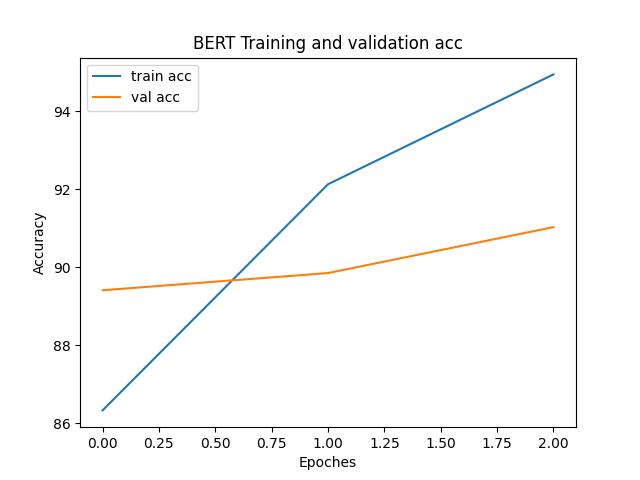 BERT Training and validation acc
train acc
val acc
94
92
90
88
86
Accuracy
0.00 0.25 0.50 0.75 1.00 1.25 1.50 1.75 2.00
Epoches